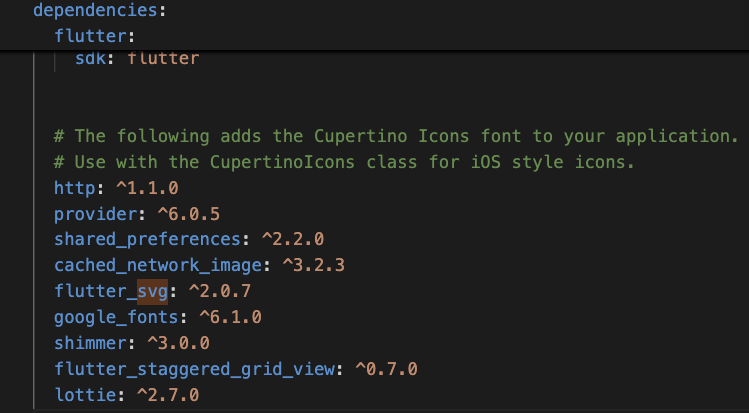 dependencies:
flutter:
sdk: flutter
# The following adds the Cupertino Icons font to your application.
# Use with the CupertinoIcons class for iOS style icons.
http: ^1.1.0
provider: ^6.0.5
shared_preferences: ^2.2.0
cached_network_image: ^3.2.3
flutter_svg: ^2.0.7
google_fonts: ^6.1.0
shimmer: ^3.0.0
flutter_staggered_grid_view: ^0.7.0
lottie: ^2.7.0